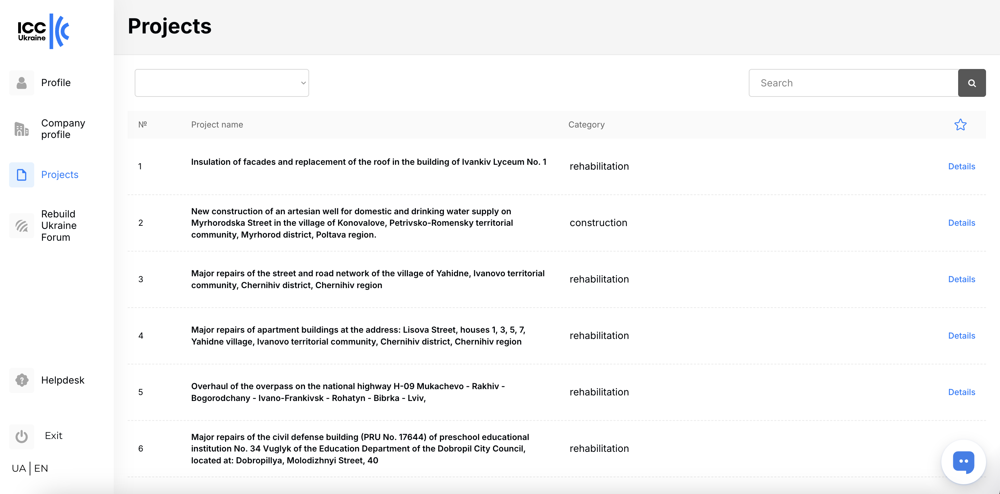 ICC
Ukraine
Projects
Profile
Company
profile
Projects
Rebuild
Ukraine
Forum
Helpdesk
Exit
UA | EN
Search
№ Project name Category
1 Insulation of facades and replacement of the roof in the building of Ivankiv Lyceum No. 1 rehabilitation Details
New construction of an artesian well for domestic and drinking water supply on
2 Myrhorodska Street in the village of Konovalove, Petrivsko-Romensky territorial construction Details
community, Myrhorod district, Poltava region.
3 Major repairs of the street and road network of the village of Yahidne, Ivanovo territorial rehabilitation Details
community, Chernihiv district, Chernihiv region
4 Major repairs of apartment buildings at the address: Lisova Street, houses 1, 3, 5, 7, rehabilitation Details
Yahidne village, Ivanovo territorial community, Chernihiv district, Chernihiv region
5 Overhaul of the overpass on the national highway H-09 Mukachevo - Rakhiv - rehabilitation Details
Bogorodchany - Ivano-Frankivsk - Rohatyn - Bibrka - Lviv,
Major repairs of the civil defense building (PRU No. 17644) of preschool educational
6 institution No. 34 Vuglyk of the Education Department of the Dobropil City Council, rehabilitation
located at: Dobropillya, Molodizhnyi Street, 40